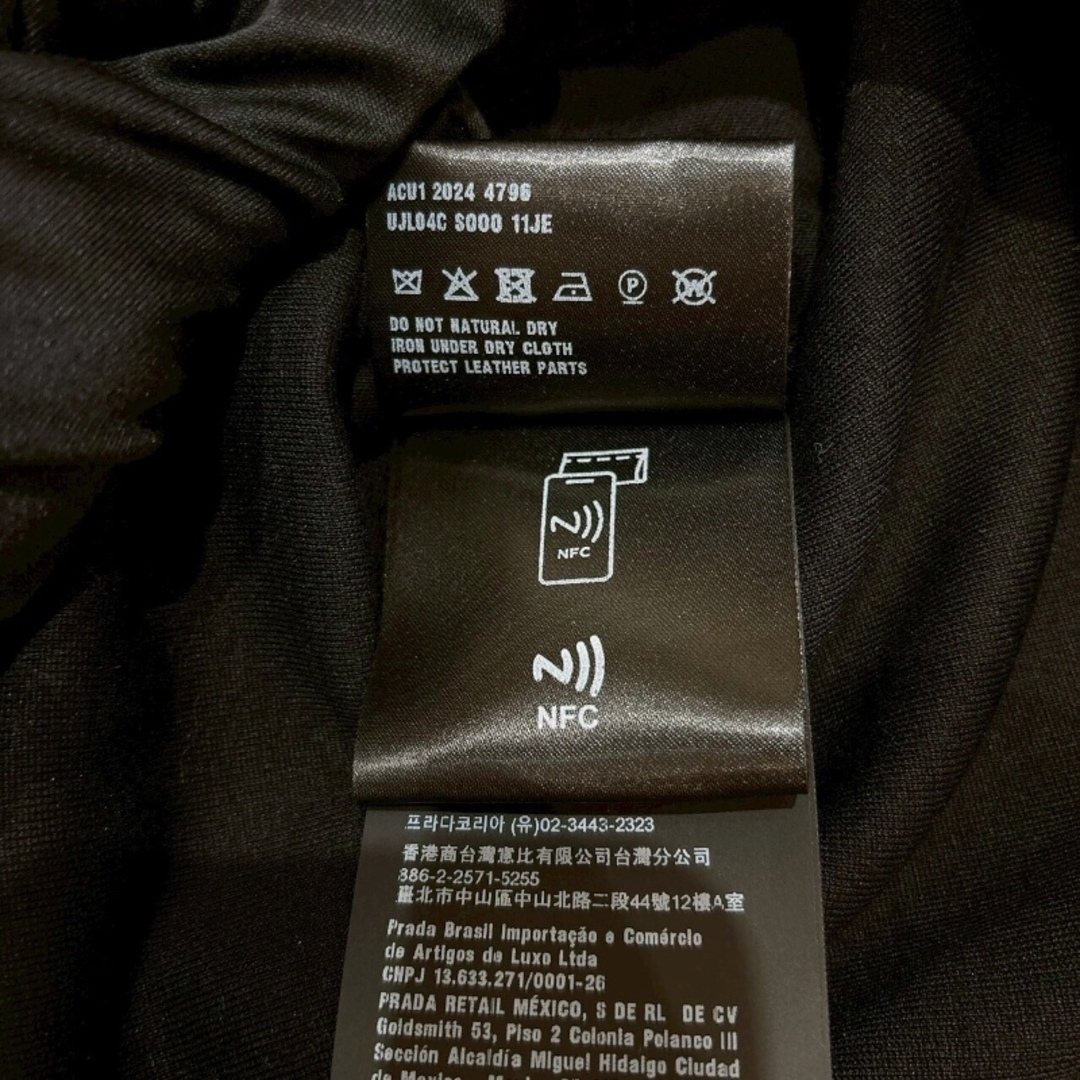 ACU1 2024 4796
UJL04C S000 11JE
P
W
DO NOT NATURAL DRY
IRON UNDER DRY CLOTH
PROTECT LEATHER PARTS
NFC
NFC
프라다코리아 (유)02-3443-2323
香港商台灣憲比有限公司台灣分公司
886-2-2571-5255
臺北市中山區中山北路二段44號12樓A室
Prada Brasil Importação e Comércio
de Artigos de Luxo Ltda
CNPJ 13.633.271/0001-26
PRADA RETAIL MÉXICO, S DE RL DE CV
Goldsmith 53, Piso 2 Colonia Polanco III
Sección Alcaldía Miguel Hidalgo Ciudad